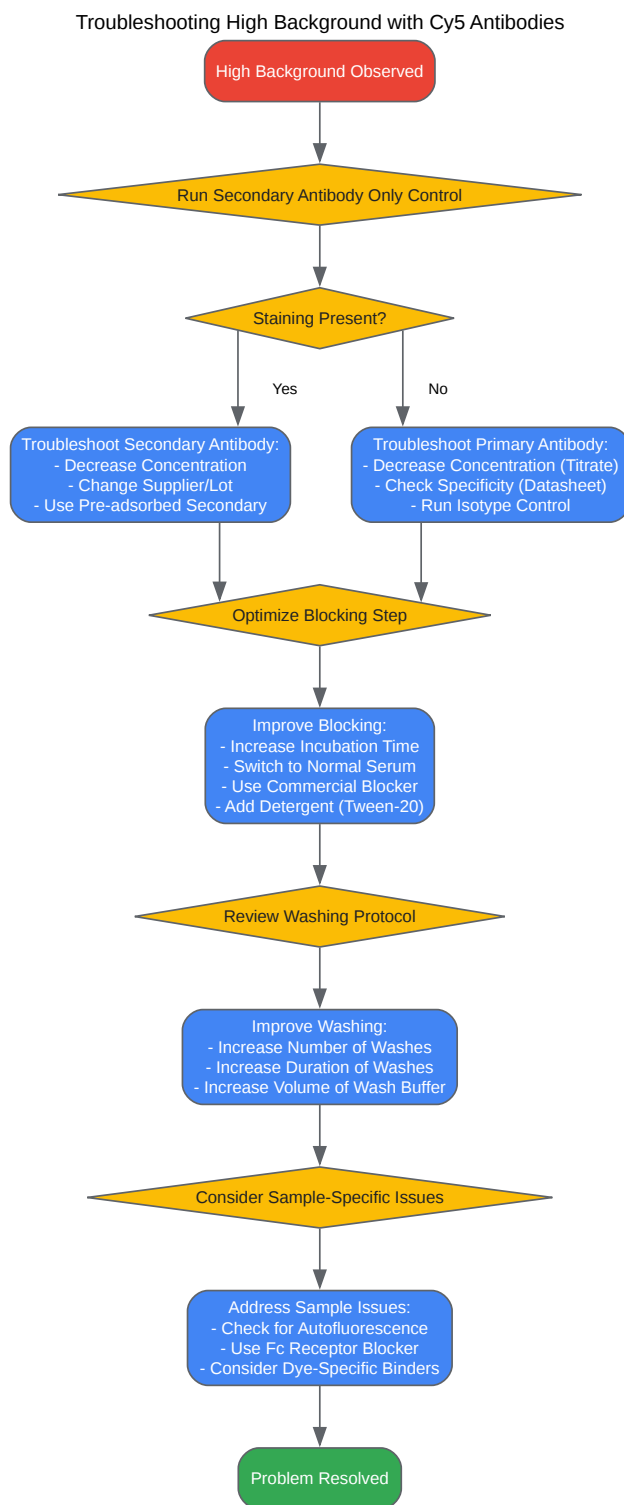 Troubleshooting High Background with Cy5 Antibodies
High Background Observed
Run Secondary Antibody Only Control
Staining Present?
Yes
No
Troubleshoot Secondary Antibody:
- Decrease Concentration
- Change Supplier/Lot
- Use Pre-adsorbed Secondary
Troubleshoot Primary Antibody:
- Decrease Concentration (Titrate)
- Check Specificity (Datasheet)
- Run Isotype Control
Optimize Blocking Step
Improve Blocking:
- Increase Incubation Time
- Switch to Normal Serum
- Use Commercial Blocker
- Add Detergent (Tween-20)
Review Washing Protocol
Improve Washing:
- Increase Number of Washes
- Increase Duration of Washes
- Increase Volume of Wash Buffer
Consider Sample-Specific Issues
Address Sample Issues:
- Check for Autofluorescence
- Use Fc Receptor Blocker
- Consider Dye-Specific Binders
Problem Resolved